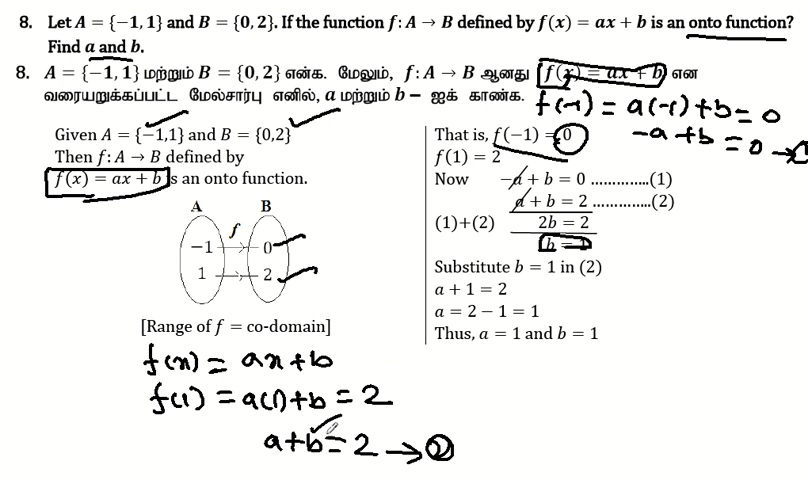 8. Let A = {−1, 1} and B = {0, 2}. If the function f: A → B defined by f(x) = ax + b is an onto function?
Find a and b.
8. A = {−1, 1} மற்றும் B = {0, 2} என்க. மேலும், f: A → B ஆனது f(x) = ax + b என
வரையறுக்கப்பட்ட மேல்சார்பு எனில், a மற்றும் b − ஐக் காண்க.
f(-1) = a(-1) + b = 0
-a + b = 0 → 1
Given A = {−1,1} and B = {0,2}
Then f: A → B defined by
f(x) = ax + b is an onto function.
A B
f
−1 0
1 2
[Range of f = co-domain]
f(x) = ax + b
f(1) = a(1) + b = 2
a + b = 2 → 2
That is, f(−1) = 0
f(1) = 2
Now −a + b = 0 .............(1)
a + b = 2 .............(2)
(1)+(2) 2b = 2
b = 1
Substitute b = 1 in (2)
a + 1 = 2
a = 2 − 1 = 1
Thus, a = 1 and b = 1